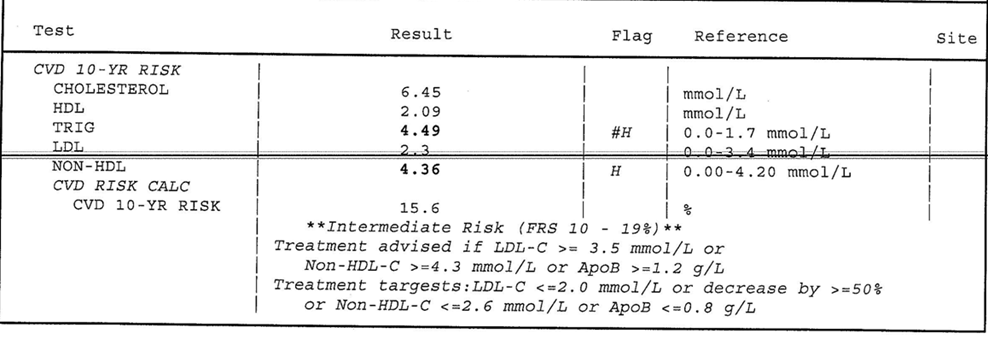 Test Result Flag Reference Site
CVD 10-YR RISK
CHOLESTEROL 6.45 mmol/L
HDL 2.09 mmol/L
TRIG 4.49 #H 0.0-1.7 mmol/L
LDL 2.3 0.0-3.4 mmol/L
NON-HDL 4.36 H 0.00-4.20 mmol/L
CVD RISK CALC
CVD 10-YR RISK 15.6 %
**Intermediate Risk (FRS 10 - 19%)**
Treatment advised if LDL-C >= 3.5 mmol/L or
Non-HDL-C >=4.3 mmol/L or ApoB >=1.2 g/L
Treatment targests:LDL-C <=2.0 mmol/L or decrease by >=50%
or Non-HDL-C <=2.6 mmol/L or ApoB <=0.8 g/L